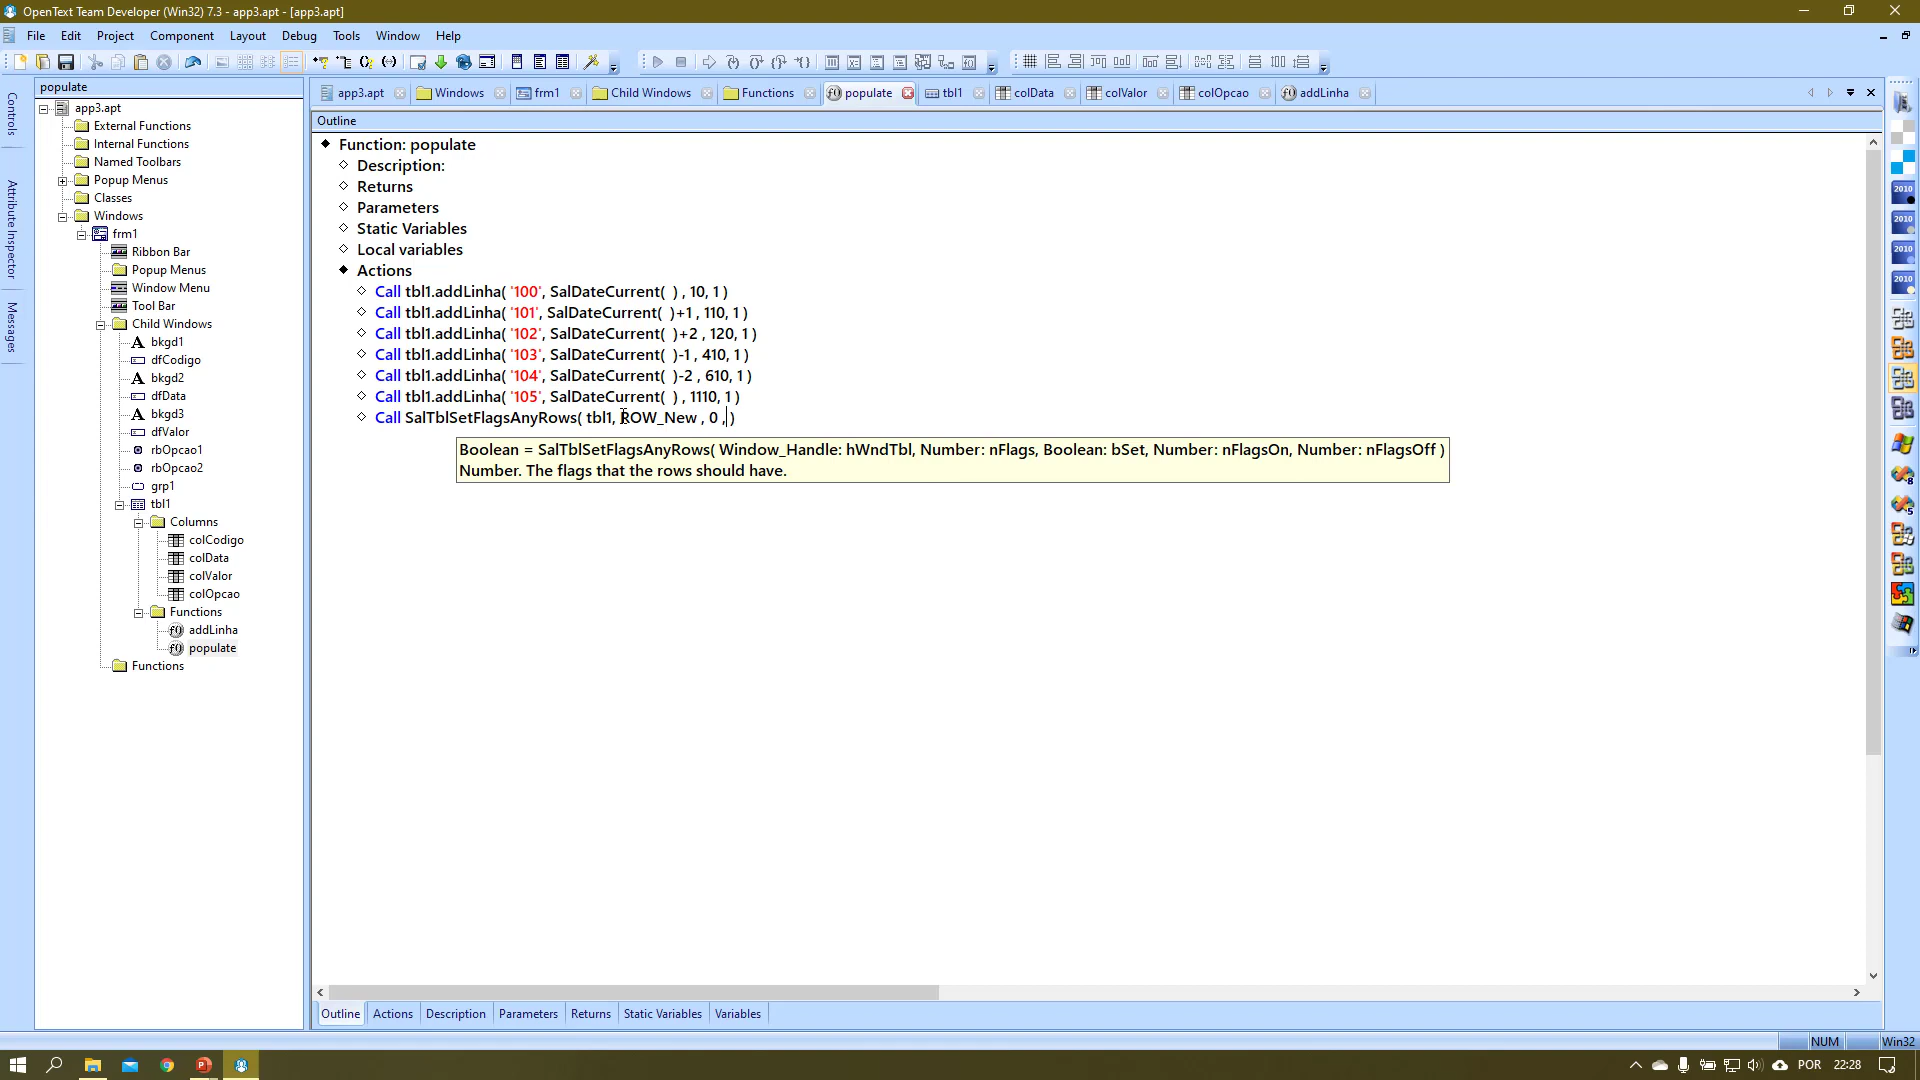 OpenText Team Developer (Win32) 7.3 - app3.apt - [app3.apt]
File Edit Project Component Layout Debug Tools Window Help
populate
app3.apt Windows frm1 Child Windows Functions populate tbl1 colData colValor colOpcao addLinha
Controls
Attribute Inspector
Messages
app3.apt
External Functions
Internal Functions
Named Toolbars
Popup Menus
Classes
Windows
frm1
Ribbon Bar
Popup Menus
Window Menu
Tool Bar
Child Windows
bkgd1
dfCodigo
bkgd2
dfData
bkgd3
dfValor
rbOpcao1
rbOpcao2
grp1
tbl1
Columns
colCodigo
colData
colValor
colOpcao
Functions
addLinha
populate
Functions
Outline
Function: populate
Description:
Returns
Parameters
Static Variables
Local variables
Actions
Call tbl1.addLinha( '100', SalDateCurrent(  ) , 10, 1 )
Call tbl1.addLinha( '101', SalDateCurrent(  )+1 , 110, 1 )
Call tbl1.addLinha( '102', SalDateCurrent(  )+2 , 120, 1 )
Call tbl1.addLinha( '103', SalDateCurrent(  )-1 , 410, 1 )
Call tbl1.addLinha( '104', SalDateCurrent(  )-2 , 610, 1 )
Call tbl1.addLinha( '105', SalDateCurrent(  ) , 1110, 1 )
Call SalTblSetFlagsAnyRows( tbl1, ROW_New , 0 , )
Boolean = SalTblSetFlagsAnyRows( Window_Handle: hWndTbl, Number: nFlags, Boolean: bSet, Number: nFlagsOn, Number: nFlagsOff )
Number. The flags that the rows should have.
2010
2010
2010
2010
Outline Actions Description Parameters Returns Static Variables Variables
NUM Win32
POR 22:28